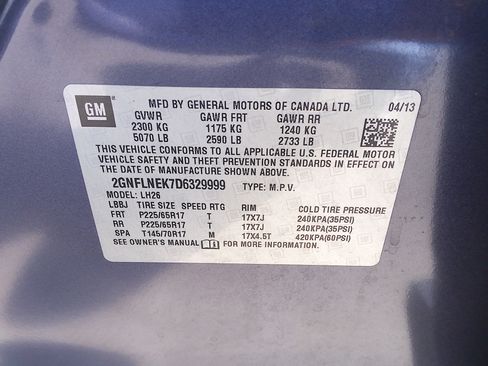 GM
MFD BY GENERAL MOTORS OF CANADA LTD. 04/13
GVWR GAWR FRT GAWR RR
2300 KG 1175 KG 1240 KG
5070 LB 2590 LB 2733 LB
THIS VEHICLE CONFORMS TO ALL APPLICABLE U.S. FEDERAL MOTOR
VEHICLE SAFETY AND THEFT PREVENTION STANDARDS IN EFFECT ON
THE DATE OF MANUFACTURE SHOWN ABOVE.
2GNFLNEK7D6329999 TYPE: M.P.V.
MODEL: LH26
LBBJ TIRE SIZE SPEED RTG RIM COLD TIRE PRESSURE
FRT P225/65R17 T 17X7J 240KPA(35PSI)
RR P225/65R17 T 17X7J 240KPA(35PSI)
SPA T145/70R17 M 17X4.5T 420KPA(60PSI)
SEE OWNER'S MANUAL FOR MORE INFORMATION.